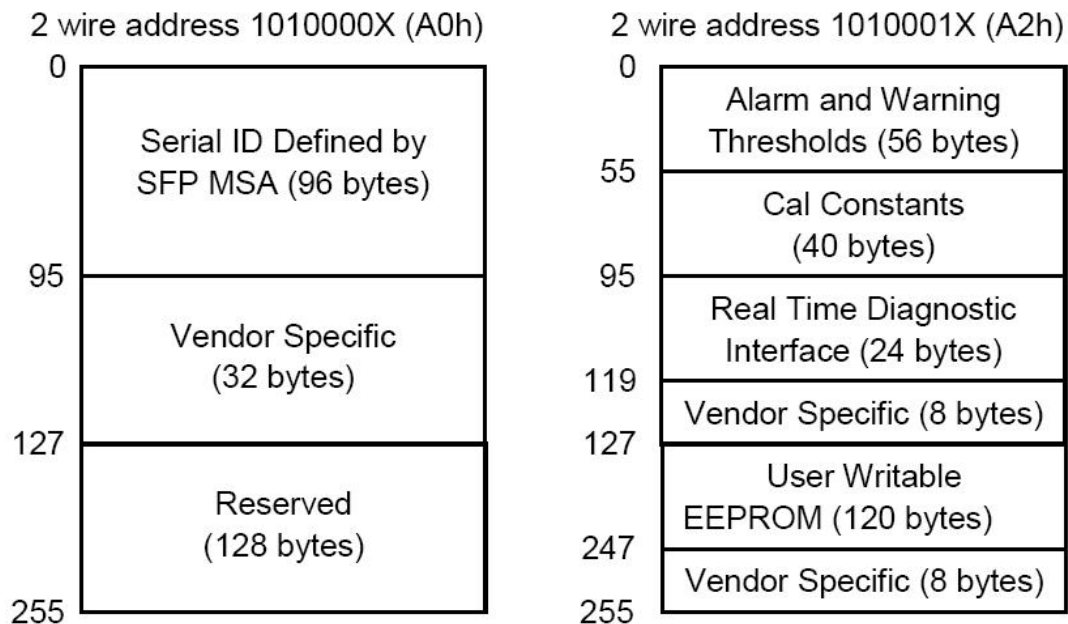 2 wire address 1010000X (A0h)
0
Serial ID Defined by
SFP MSA (96 bytes)
95
Vendor Specific
(32 bytes)
127
Reserved
(128 bytes)
255
2 wire address 1010001X (A2h)
0
Alarm and Warning
Thresholds (56 bytes)
55
Cal Constants
(40 bytes)
95
Real Time Diagnostic
Interface (24 bytes)
119
Vendor Specific (8 bytes)
127
User Writable
EEPROM (120 bytes)
247
Vendor Specific (8 bytes)
255